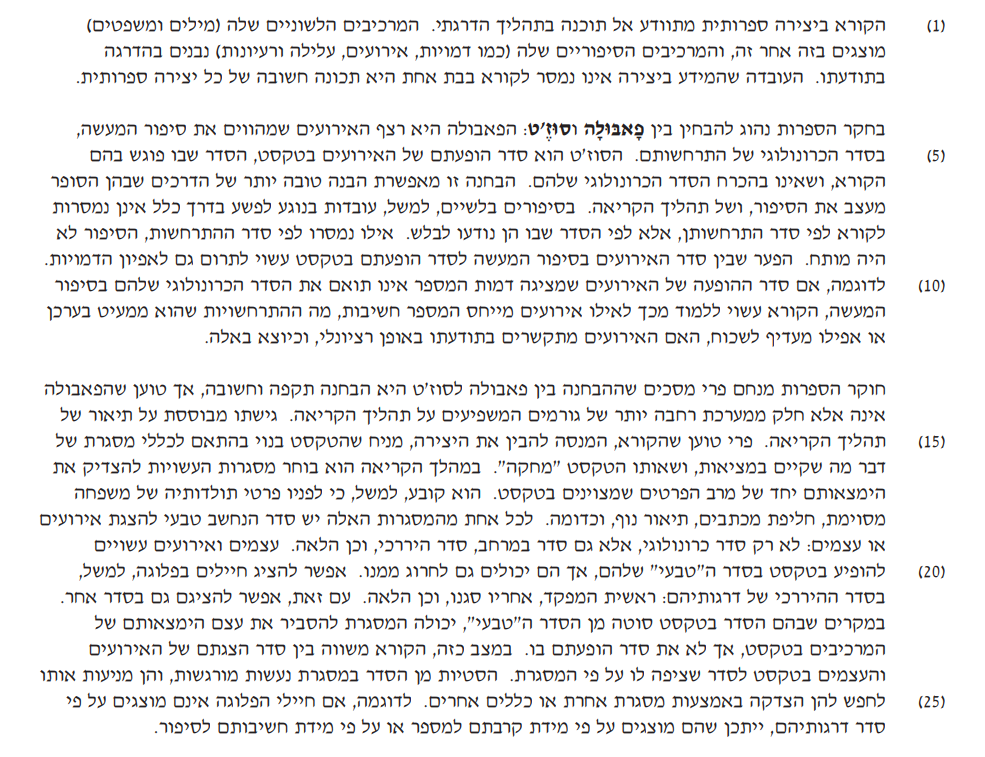 (1) הקורא ביצירה ספרותית מתוודע אל תוכנה בתהליך הדרגתי. המרכיבים הלשוניים שלה (מילים ומשפטים)
מוצגים בזה אחר זה, והמרכיבים הסיפוריים שלה (כמו דמויות, אירועים, עלילה ורעיונות) נבנים בהדרגה
בתודעתו. העובדה שהמידע ביצירה אינו נמסר לקורא בבת אחת היא תכונה חשובה של כל יצירה ספרותית.
בחקר הספרות נהוג להבחין בין פָאבּוּלָה וסוּזֶ'ט: הפאבולה היא רצף האירועים שמהווים את סיפור המעשה,
(5) בסדר הכרונולוגי של התרחשותם. הסוז'ט הוא סדר הופעתם של האירועים בטקסט, הסדר שבו פוגש בהם
הקורא, ושאינו בהכרח הסדר הכרונולוגי שלהם. הבחנה זו מאפשרת הבנה טובה יותר של הדרכים שבהן הסופר
מעצב את הסיפור, ושל תהליך הקריאה. בסיפורים בלשיים, למשל, עובדות בנוגע לפשע בדרך כלל אינן נמסרות
לקורא לפי סדר התרחשותן, אלא לפי הסדר שבו הן נודעו לבלש. אילו נמסרו לפי סדר ההתרחשות, הסיפור לא
היה מותח. הפער שבין סדר האירועים בסיפור המעשה לסדר הופעתם בטקסט עשוי לתרום גם לאפיון הדמויות.
(10) לדוגמה, אם סדר ההופעה של האירועים שמציגה דמות המספר אינו תואם את הסדר הכרונולוגי שלהם בסיפור
המעשה, הקורא עשוי ללמוד מכך לאילו אירועים מייחס המספר חשיבות, מה ההתרחשויות שהוא ממעיט בערכן
או אפילו מעדיף לשכוח, האם האירועים מתקשרים בתודעתו באופן רציונלי, וכיוצא באלה.
חוקר הספרות מנחם פרי מסכים שההבחנה בין פאבולה לסוז'ט היא הבחנה תקפה וחשובה, אך טוען שהפאבולה
אינה אלא חלק ממערכת רחבה יותר של גורמים המשפיעים על תהליך הקריאה. גישתו מבוססת על תיאור של
(15) תהליך הקריאה. פרי טוען שהקורא, המנסה להבין את היצירה, מניח שהטקסט בנוי בהתאם לכללי מסגרת של
דבר מה שקיים במציאות, ושאותו הטקסט "מחקה". במהלך הקריאה הוא בוחר מסגרות העשויות להצדיק את
הימצאותם יחד של מרב הפרטים שמצוינים בטקסט. הוא קובע, למשל, כי לפניו פרטי תולדותיה של משפחה
מסוימת, חליפת מכתבים, תיאור נוף, וכדומה. לכל אחת מהמסגרות האלה יש סדר הנחשב טבעי להצגת אירועים
או עצמים: לא רק סדר כרונולוגי, אלא גם סדר במרחב, סדר היררכי, וכן הלאה. עצמים ואירועים עשויים
(20) להופיע בטקסט בסדר ה"טבעי" שלהם, אך הם יכולים גם לחרוג ממנו. אפשר להציג חיילים בפלוגה, למשל,
בסדר ההיררכי של דרגותיהם: ראשית המפקד, אחריו סגנו, וכן הלאה. עם זאת, אפשר להציגם גם בסדר אחר.
במקרים שבהם הסדר בטקסט סוטה מן הסדר ה"טבעי", יכולה המסגרת להסביר את עצם הימצאותם של
המרכיבים בטקסט, אך לא את סדר הופעתם בו. במצב כזה, הקורא משווה בין סדר הצגתם של האירועים
והעצמים בטקסט לסדר שציפה לו על פי המסגרת. הסטיות מן הסדר במסגרת נעשות מורגשות, והן מניעות אותו
(25) לחפש להן הצדקה באמצעות מסגרת אחרת או כללים אחרים. לדוגמה, אם חיילי הפלוגה אינם מוצגים על פי
סדר דרגותיהם, ייתכן שהם מוצגים על פי מידת קרבתם למספר או על פי מידת חשיבותם לסיפור.